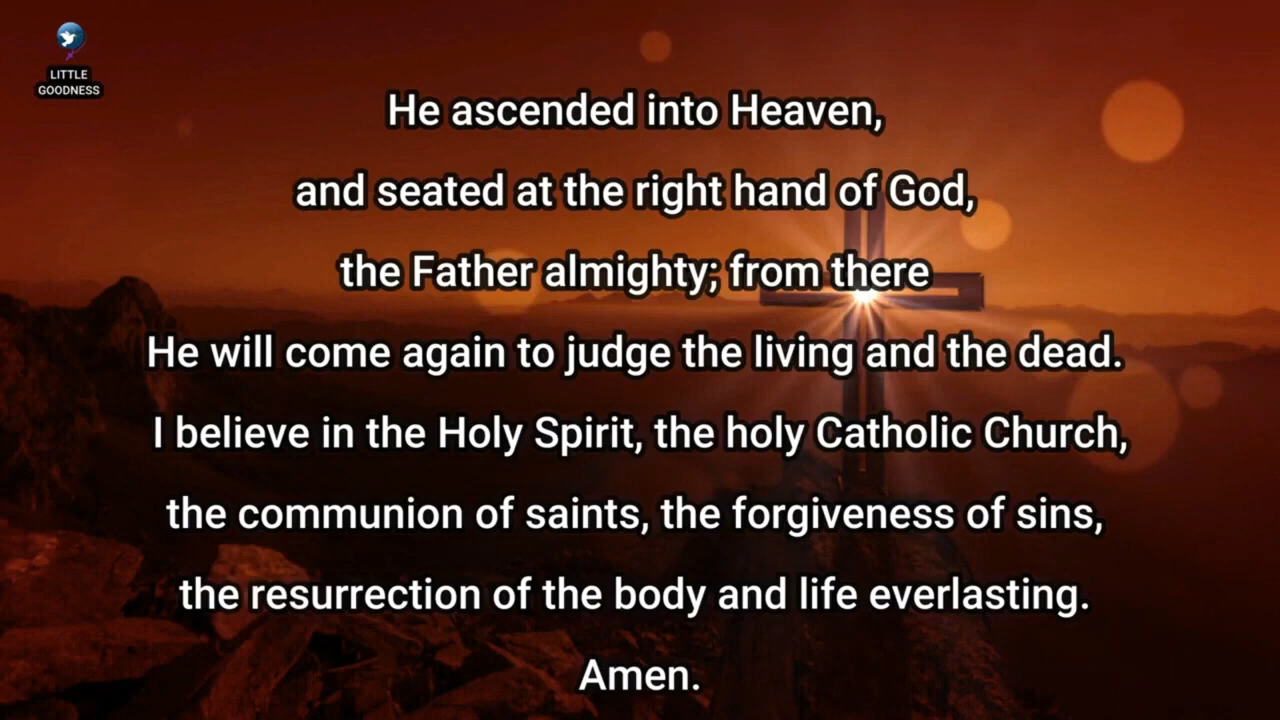 LITTLE
GOODNESS
He ascended into Heaven,
and seated at the right hand of God,
the Father almighty; from there
He will come again to judge the living and the dead.
I believe in the Holy Spirit, the holy Catholic Church,
the communion of saints, the forgiveness of sins,
the resurrection of the body and life everlasting.
Amen.